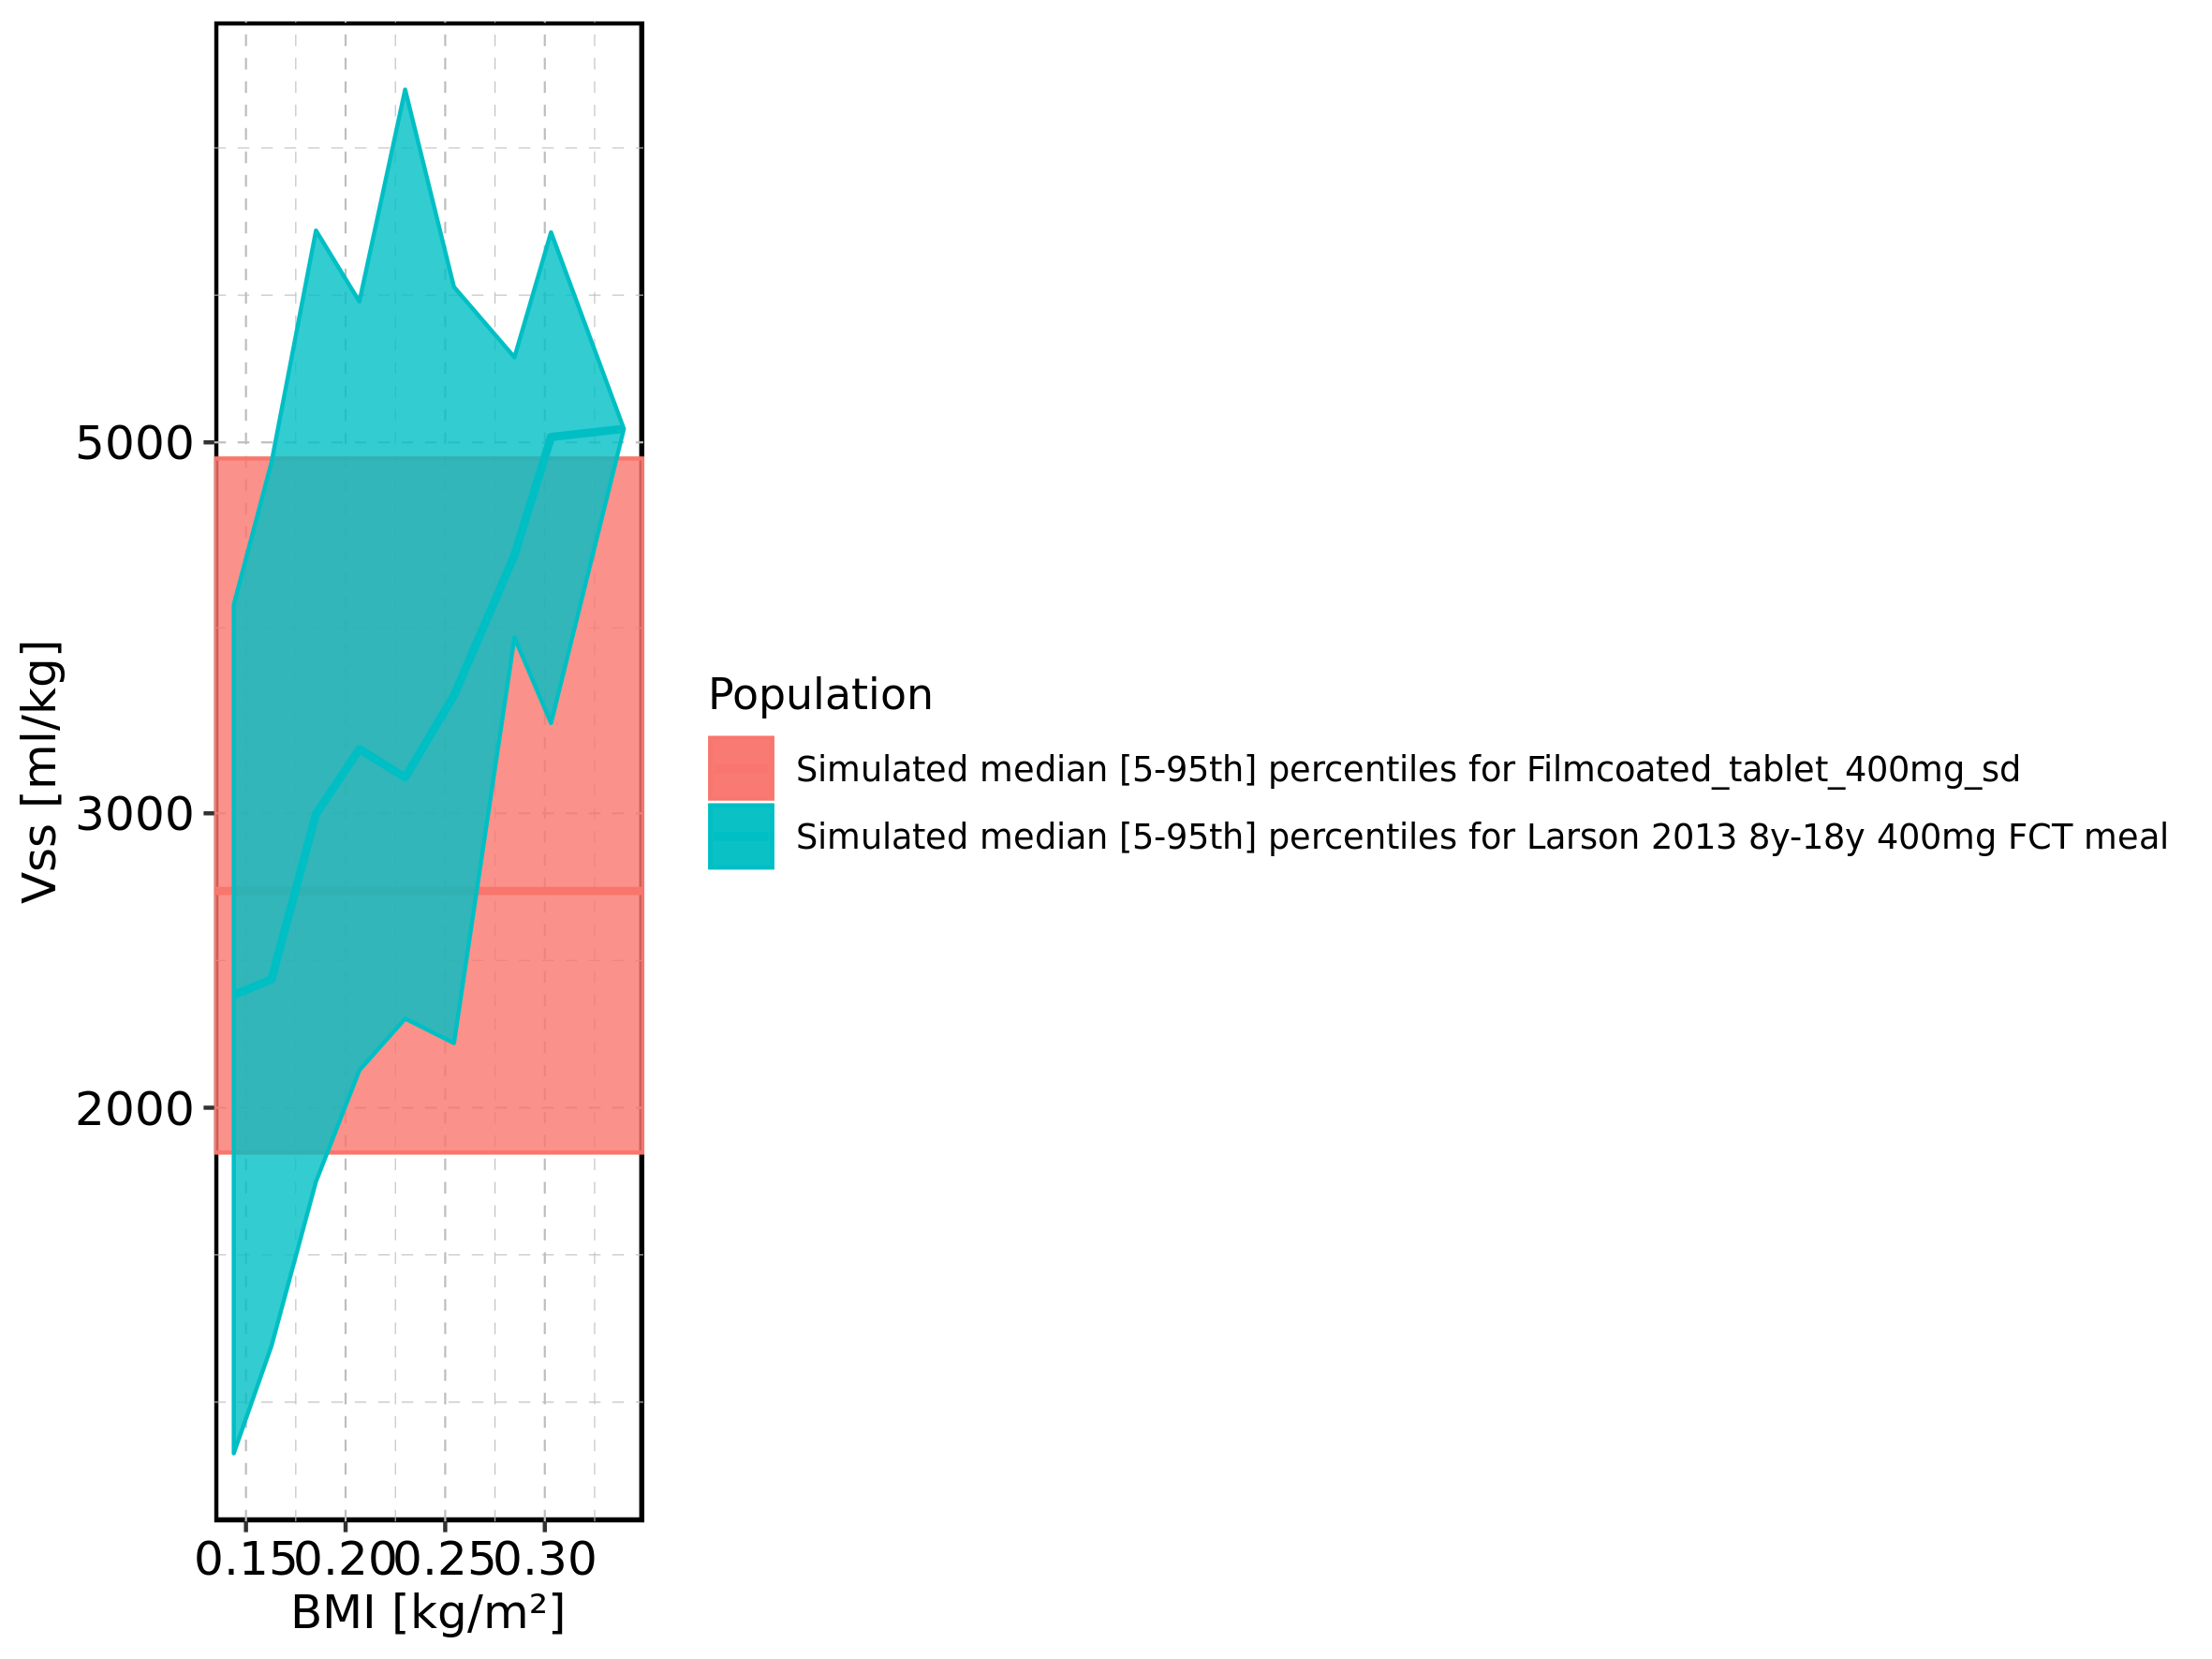 Vss [ml/kg]
5000
3000
2000
0.15 0.20 0.25 0.30
BMI [kg/m²]
Population
Simulated median [5-95th] percentiles for Filmcoated_tablet_400mg_sd
Simulated median [5-95th] percentiles for Larson 2013 8y-18y 400mg FCT meal